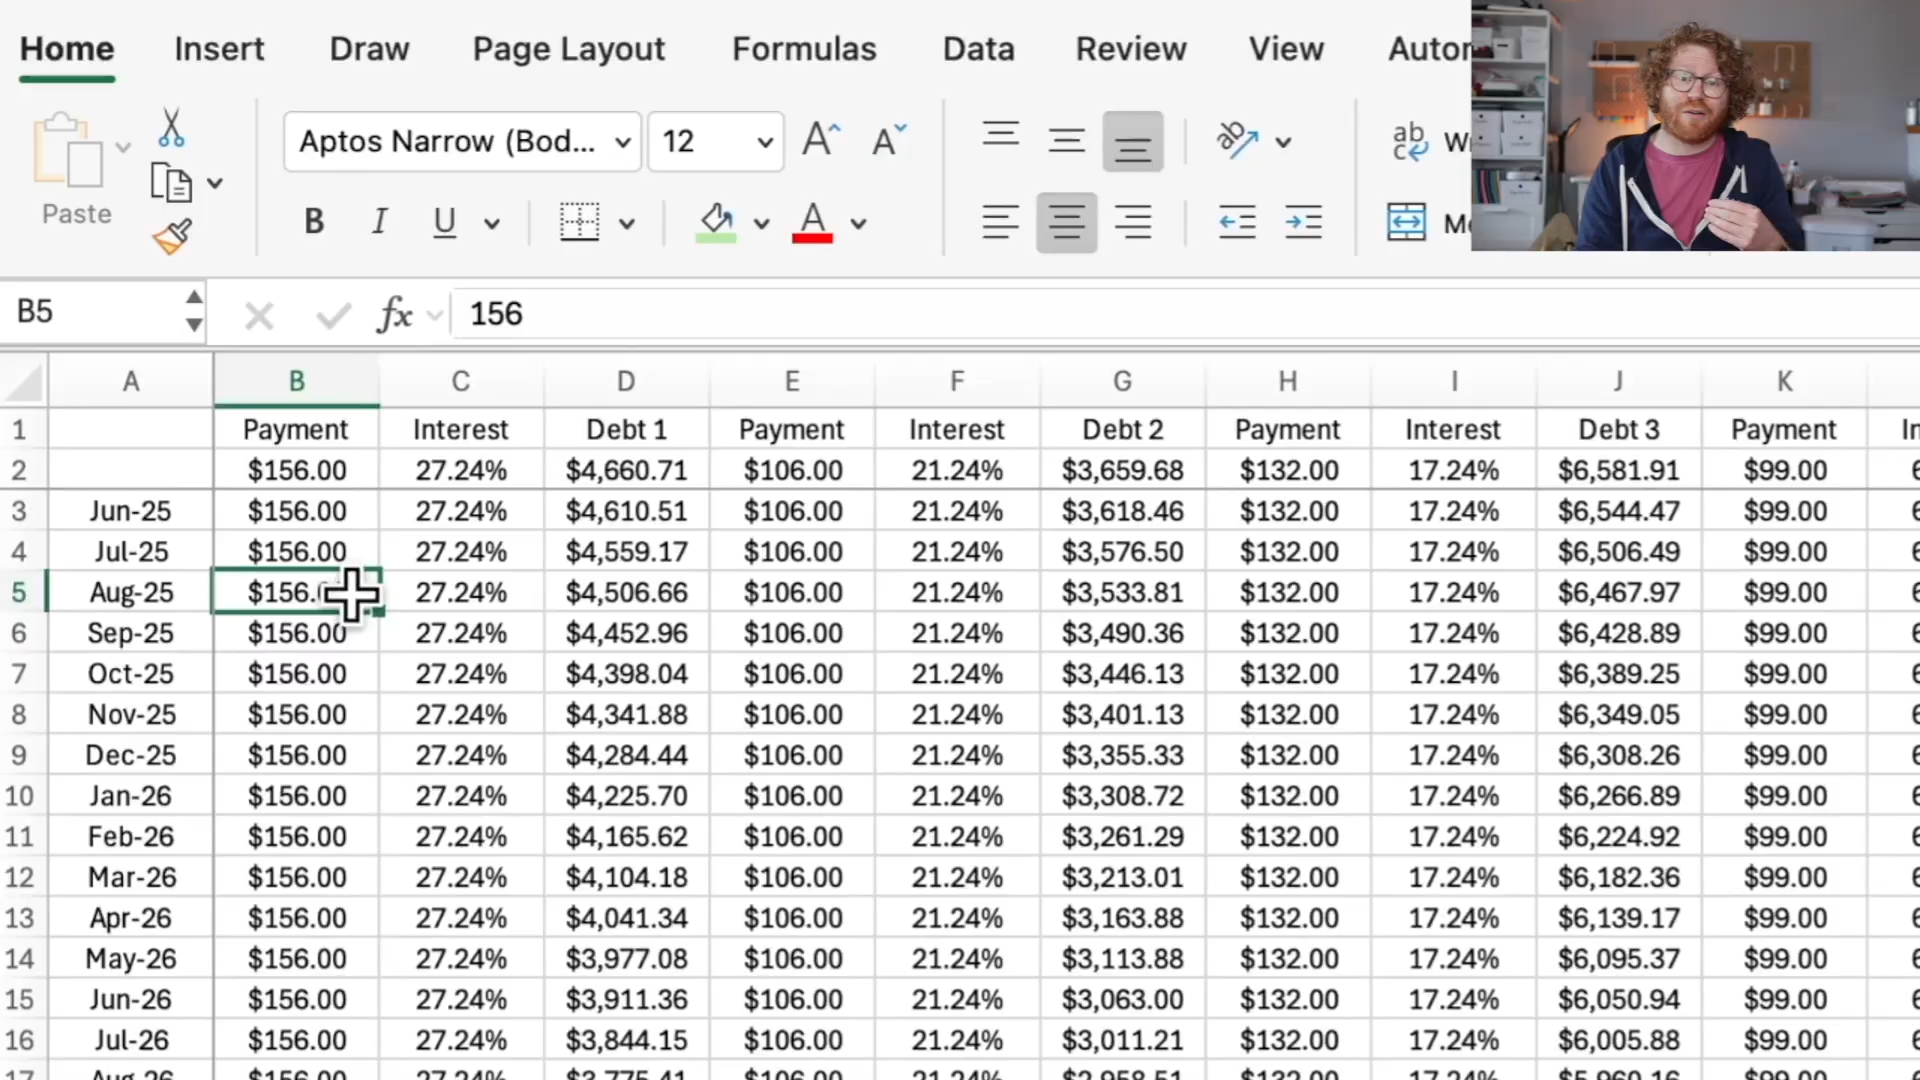 Home Insert Draw Page Layout Formulas Data Review View
Aptos Narrow (Bod... 12
Paste
B I U A
B5 fx 156
A B C D E F G H I J K
1 Payment Interest Debt 1 Payment Interest Debt 2 Payment Interest Debt 3 Payment
2 $156.00 27.24% $4,660.71 $106.00 21.24% $3,659.68 $132.00 17.24% $6,581.91 $99.00
3 Jun-25 $156.00 27.24% $4,610.51 $106.00 21.24% $3,618.46 $132.00 17.24% $6,544.47 $99.00
4 Jul-25 $156.00 27.24% $4,559.17 $106.00 21.24% $3,576.50 $132.00 17.24% $6,506.49 $99.00
5 Aug-25 $156. 27.24% $4,506.66 $106.00 21.24% $3,533.81 $132.00 17.24% $6,467.97 $99.00
6 Sep-25 $156.00 27.24% $4,452.96 $106.00 21.24% $3,490.36 $132.00 17.24% $6,428.89 $99.00
7 Oct-25 $156.00 27.24% $4,398.04 $106.00 21.24% $3,446.13 $132.00 17.24% $6,389.25 $99.00
8 Nov-25 $156.00 27.24% $4,341.88 $106.00 21.24% $3,401.13 $132.00 17.24% $6,349.05 $99.00
9 Dec-25 $156.00 27.24% $4,284.44 $106.00 21.24% $3,355.33 $132.00 17.24% $6,308.26 $99.00
10 Jan-26 $156.00 27.24% $4,225.70 $106.00 21.24% $3,308.72 $132.00 17.24% $6,266.89 $99.00
11 Feb-26 $156.00 27.24% $4,165.62 $106.00 21.24% $3,261.29 $132.00 17.24% $6,224.92 $99.00
12 Mar-26 $156.00 27.24% $4,104.18 $106.00 21.24% $3,213.01 $132.00 17.24% $6,182.36 $99.00
13 Apr-26 $156.00 27.24% $4,041.34 $106.00 21.24% $3,163.88 $132.00 17.24% $6,139.17 $99.00
14 May-26 $156.00 27.24% $3,977.08 $106.00 21.24% $3,113.88 $132.00 17.24% $6,095.37 $99.00
15 Jun-26 $156.00 27.24% $3,911.36 $106.00 21.24% $3,063.00 $132.00 17.24% $6,050.94 $99.00
16 Jul-26 $156.00 27.24% $3,844.15 $106.00 21.24% $3,011.21 $132.00 17.24% $6,005.88 $99.00